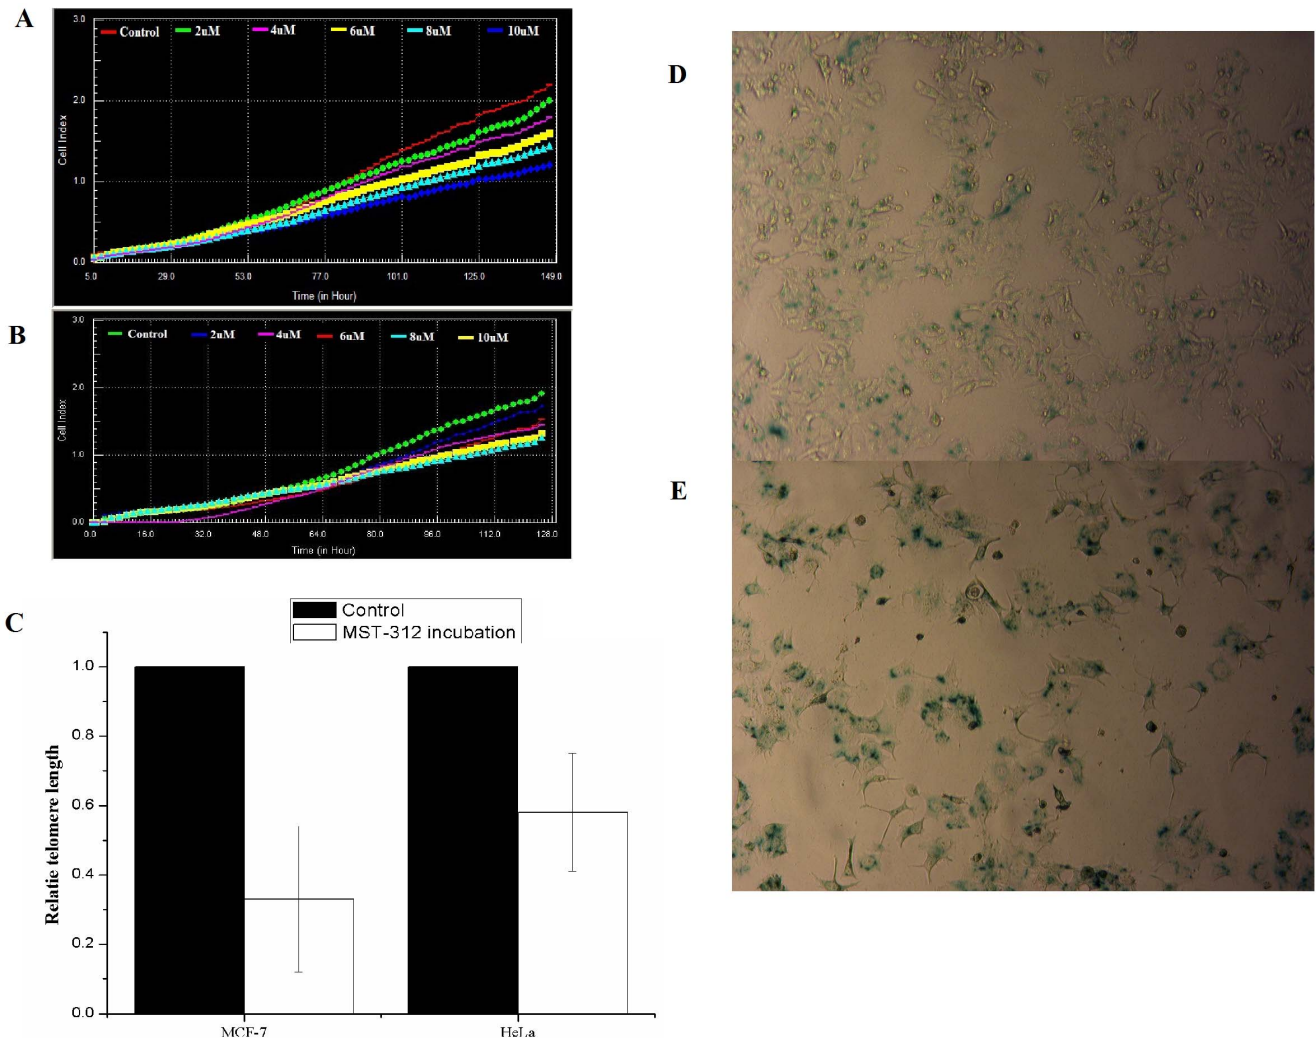 A
3.0
Control 2uM 4uM 6uM 8uM 10uM
2.0
Cell Index
1.0
0.0
5.0 29.0 53.0 77.0 101.0 125.0 149.0
Time (in Hour)
B
3.0
Control 2uM 4uM 6uM 8uM 10uM
2.0
Cell Index
1.0
0.0
0.0 16.0 32.0 48.0 64.0 80.0 96.0 112.0 128.0
Time (in Hour)
C
Control
MST-312 incubation
1.0
0.8
0.6
0.4
0.2
0.0
Relatie telomere length
MCF-7 HeLa
D
E